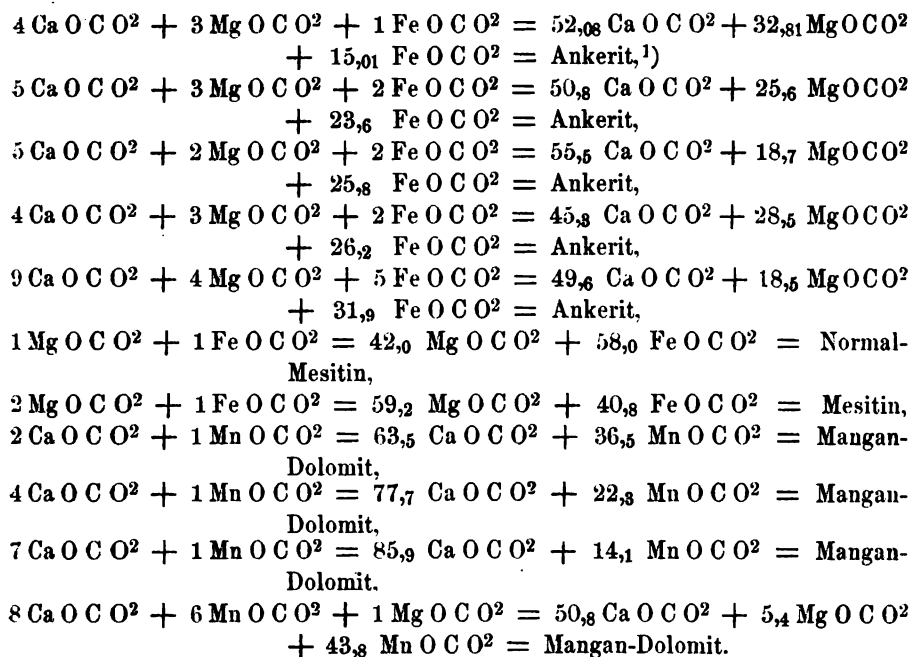 4 Ca O C O² + 3 Mg O C O² + 1 Fe O C O² = 52,08 Ca O C O² + 32,81 Mg O C O²
+ 15,01 Fe O C O² = Ankerit,¹)
5 Ca O C O² + 3 Mg O C O² + 2 Fe O C O² = 50,8 Ca O C O² + 25,6 Mg O C O²
+ 23,6 Fe O C O² = Ankerit,
5 Ca O C O² + 2 Mg O C O² + 2 Fe O C O² = 55,5 Ca O C O² + 18,7 Mg O C O²
+ 25,8 Fe O C O² = Ankerit,
4 Ca O C O² + 3 Mg O C O² + 2 Fe O C O² = 45,3 Ca O C O² + 28,5 Mg O C O²
+ 26,2 Fe O C O² = Ankerit,
9 Ca O C O² + 4 Mg O C O² + 5 Fe O C O² = 49,6 Ca O C O² + 18,5 Mg O C O²
+ 31,9 Fe O C O² = Ankerit,
1 Mg O C O² + 1 Fe O C O² = 42,0 Mg O C O² + 58,0 Fe O C O² = Normal-
Mesitin,
2 Mg O C O² + 1 Fe O C O² = 59,2 Mg O C O² + 40,8 Fe O C O² = Mesitin,
2 Ca O C O² + 1 Mn O C O² = 63,5 Ca O C O² + 36,5 Mn O C O² = Mangan-
Dolomit,
4 Ca O C O² + 1 Mn O C O² = 77,7 Ca O C O² + 22,3 Mn O C O² = Mangan-
Dolomit,
7 Ca O C O² + 1 Mn O C O² = 85,9 Ca O C O² + 14,1 Mn O C O² = Mangan-
Dolomit.
8 Ca O C O² + 6 Mn O C O² + 1 Mg O C O² = 50,8 Ca O C O² + 5,4 Mg O C O²
+ 43,8 Mn O C O² = Mangan-Dolomit.